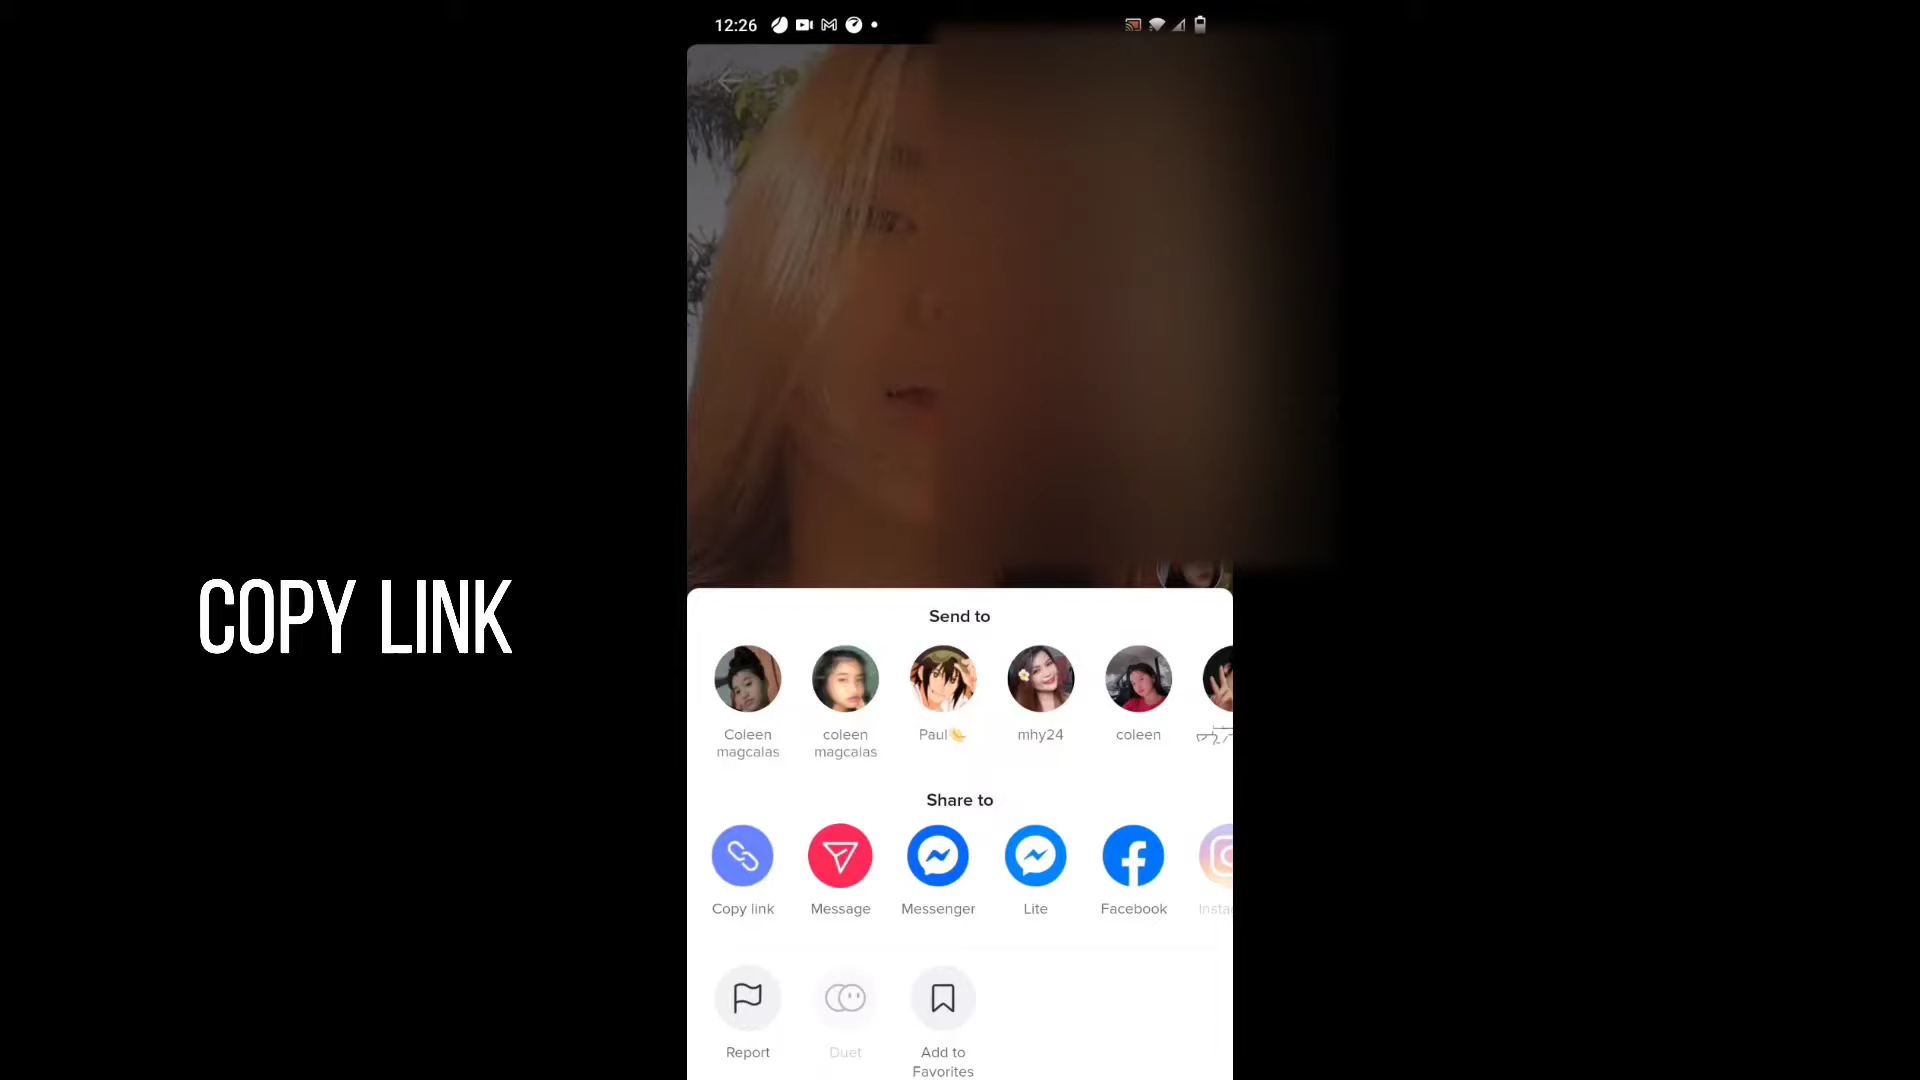 12:26
COPY LINK
Send to
Coleen magcalas
coleen magcalas
Paul
mhy24
coleen
Share to
Copy link
Message
Messenger
Lite
Facebook
Insta
Report
Duet
Add to Favorites